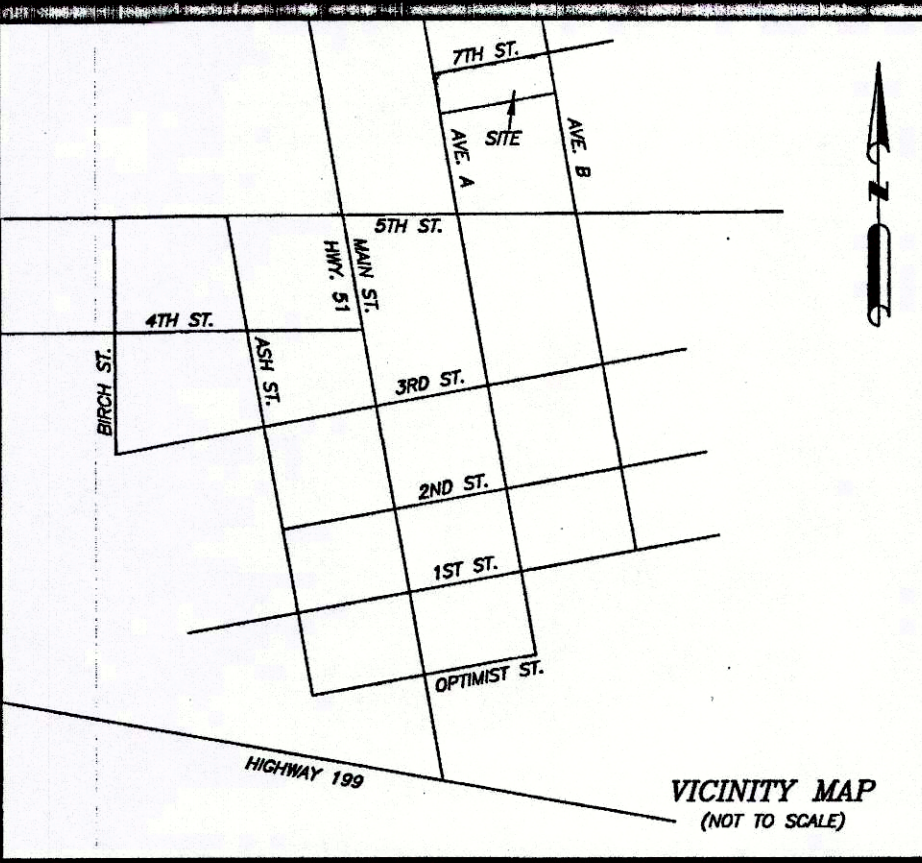 7TH ST.
SITE
AVE. A
AVE. B
N
5TH ST.
MAIN ST.
HWY. 51
4TH ST.
BIRCH ST.
ASH ST.
3RD ST.
2ND ST.
1ST ST.
OPTIMIST ST.
HIGHWAY 199
VICINITY MAP
(NOT TO SCALE)